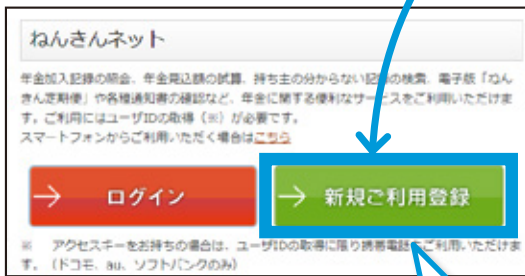 ねんきんネット
年金加入記録の照会、年金見込額の試算、持ち主の分からない記録の検索、電子版「ねん
きん定期便」や各種通知書の確認など、年金に関する便利なサービスをご利用いただけま
す。ご利用にはユーザIDの取得（※）が必要です。
スマートフォンからご利用いただく場合はこちら
→ ログイン
→ 新規ご利用登録
※ アクセスキーをお持ちの場合は、ユーザIDの取得に限り携帯電話もご利用いただけま
す。（ドコモ、au、ソフトバンクのみ）